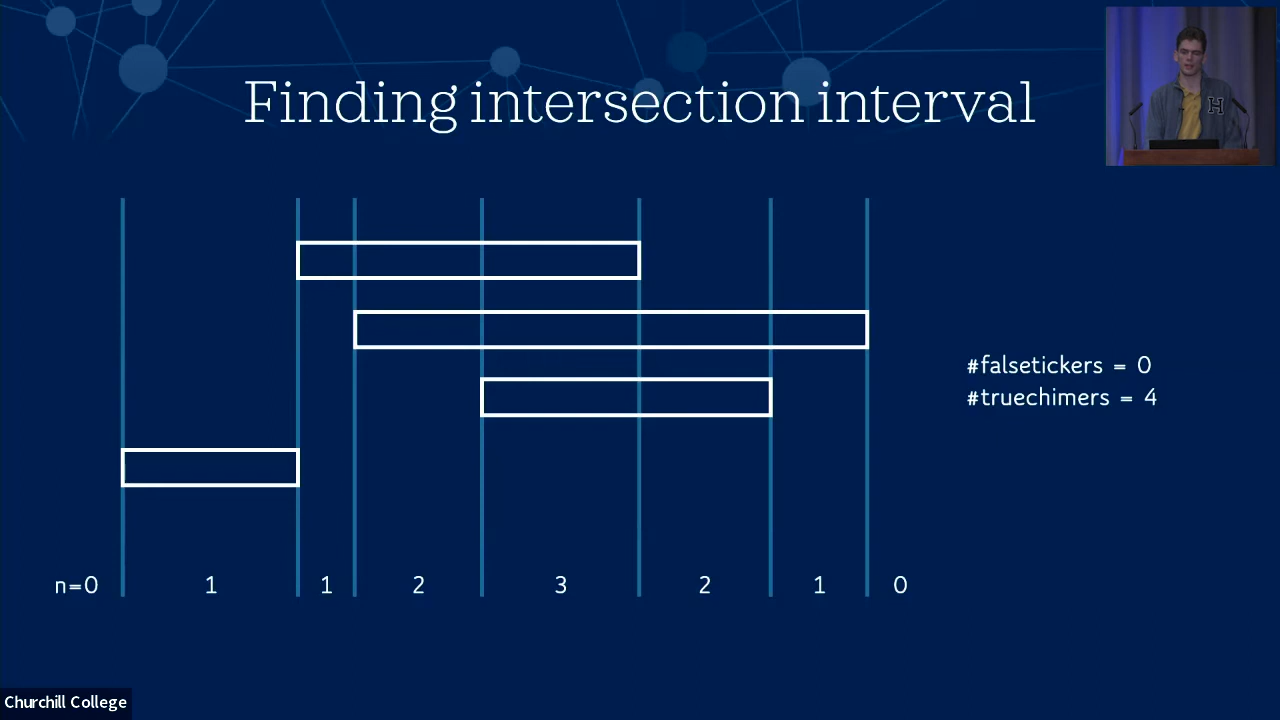 Finding intersection interval
H
#falsetickers = 0
#truechimers = 4
n=0 1 1 2 3 2 1 0
Churchill College